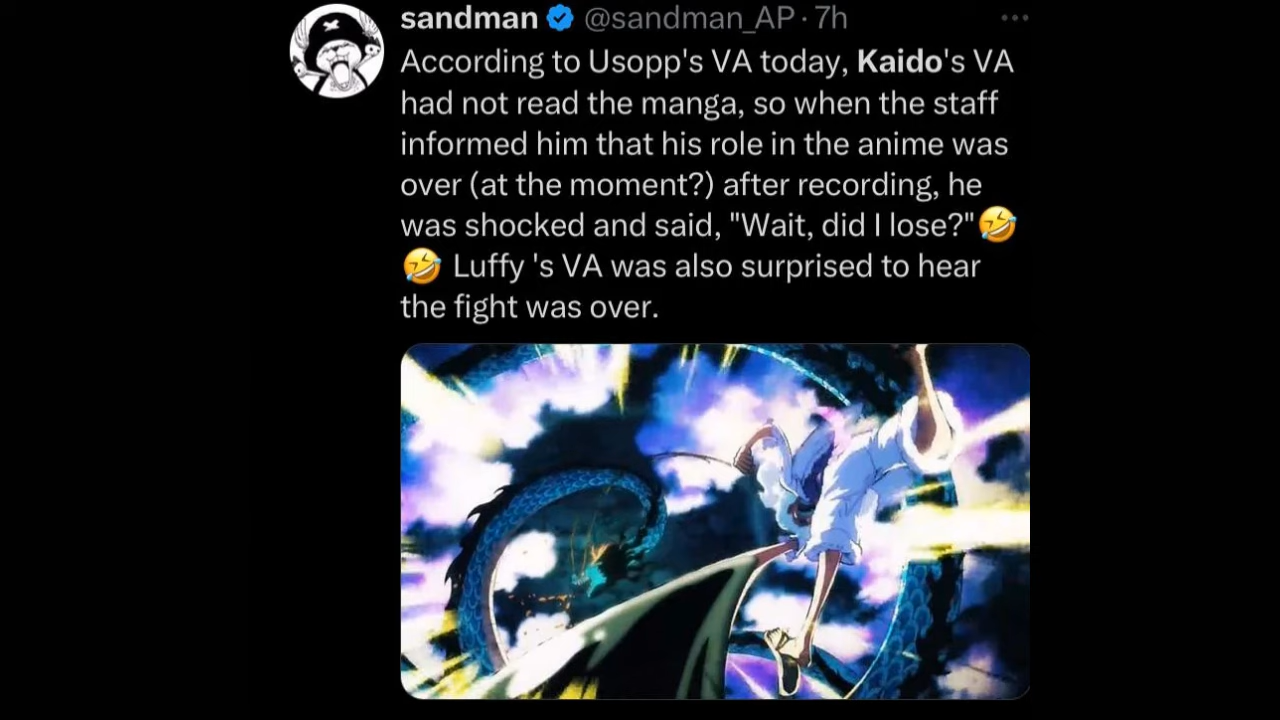 sandman @sandman_AP · 7h
According to Usopp's VA today, Kaido's VA
had not read the manga, so when the staff
informed him that his role in the anime was
over (at the moment?) after recording, he
was shocked and said, "Wait, did I lose?"🤣
🤣 Luffy 's VA was also surprised to hear
the fight was over.